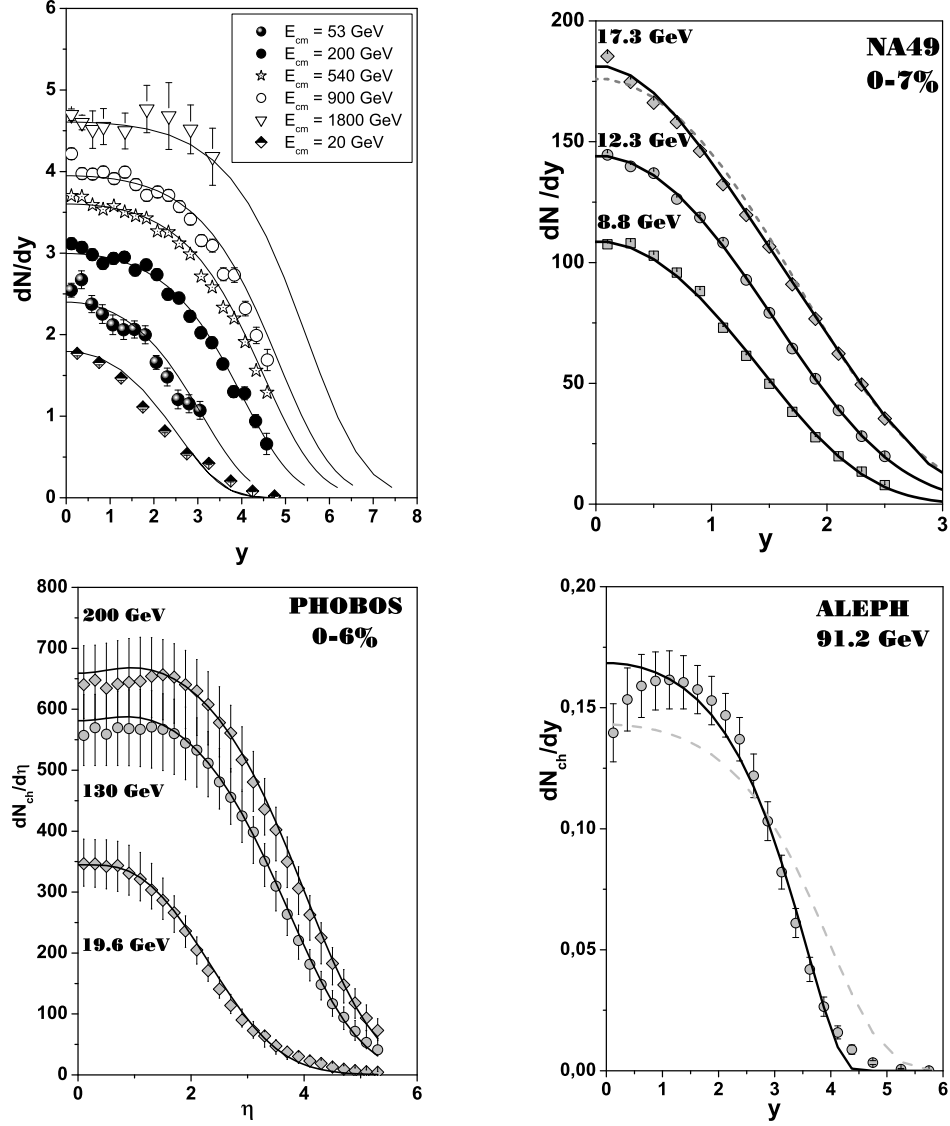 6
5
4
3
2
1
0
dN/dy
E_cm = 53 GeV
E_cm = 200 GeV
E_cm = 540 GeV
E_cm = 900 GeV
E_cm = 1800 GeV
E_cm = 20 GeV
0 1 2 3 4 5 6 7 8
y
200
150
100
50
0
dN /dy
17.3 GeV
12.3 GeV
8.8 GeV
NA49
0-7%
0 1 2 3
y
800
700
600
500
400
300
200
100
0
dN_ch/dη
200 GeV
130 GeV
19.6 GeV
PHOBOS
0-6%
0 2 4 6
η
0,20
0,15
0,10
0,05
0,00
dN_ch/dy
ALEPH
91.2 GeV
0 1 2 3 4 5 6
y